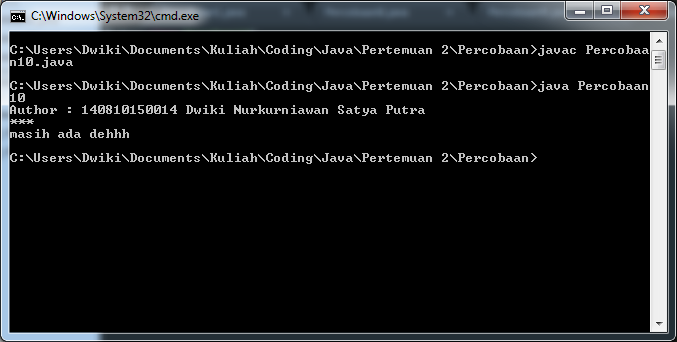 C:\Windows\System32\cmd.exe
C:\Users\Dwiki\Documents\Kuliah\Coding\Java\Pertemuan 2\Percobaan>javac Percobaa
n10.java
C:\Users\Dwiki\Documents\Kuliah\Coding\Java\Pertemuan 2\Percobaan>java Percobaan
10
Author : 140810150014 Dwiki Nurkurniawan Satya Putra
***
masih ada dehhh
C:\Users\Dwiki\Documents\Kuliah\Coding\Java\Pertemuan 2\Percobaan>